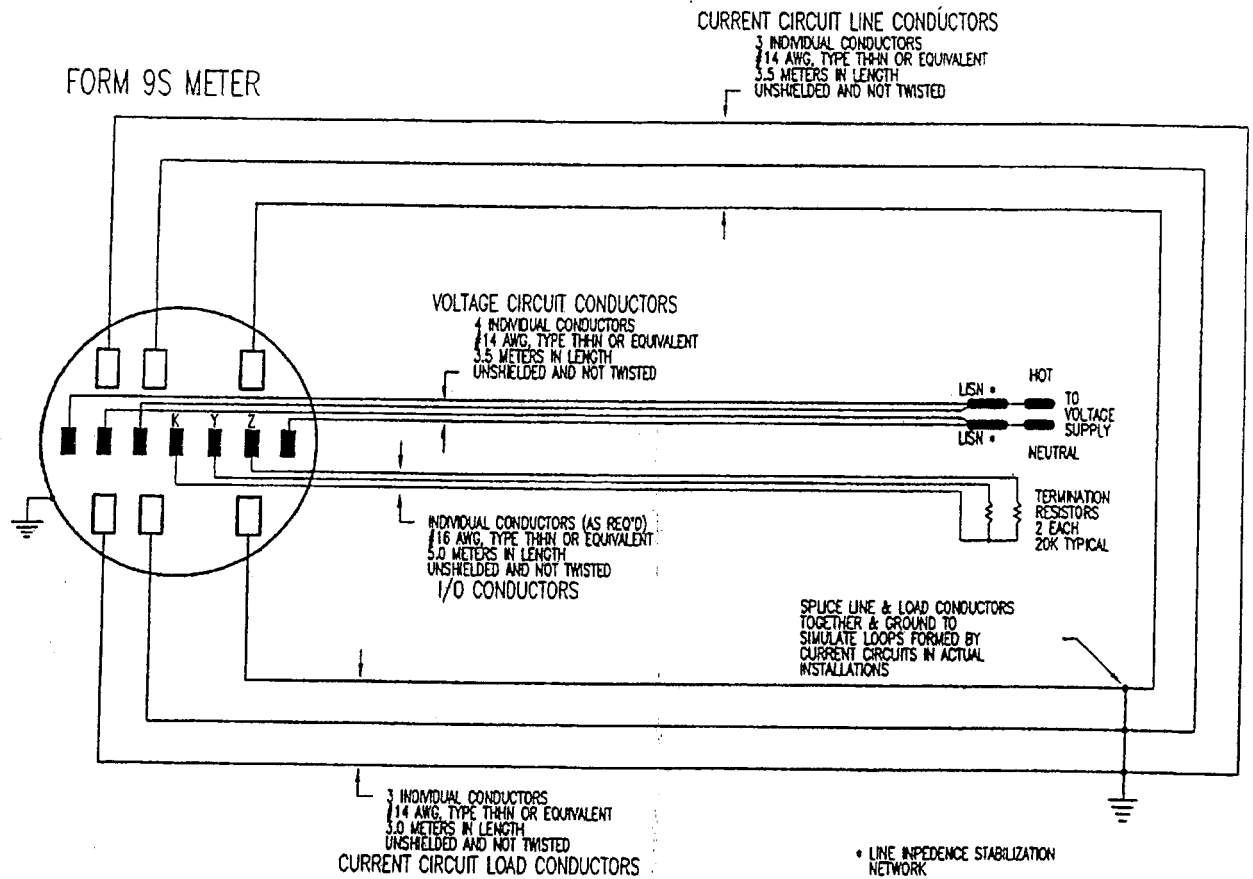 CURRENT CIRCUIT LINE CONDUCTORS
3 INDIVIDUAL CONDUCTORS
#14 AWG, TYPE THHN OR EQUIVALENT
3.5 METERS IN LENGTH
UNSHIELDED AND NOT TWISTED
FORM 9S METER
VOLTAGE CIRCUIT CONDUCTORS
4 INDIVIDUAL CONDUCTORS
#14 AWG, TYPE THHN OR EQUIVALENT
3.5 METERS IN LENGTH
UNSHIELDED AND NOT TWISTED
LISN *
HOT
TO
VOLTAGE
SUPPLY
LISN *
NEUTRAL
K
Y
Z
TERMINATION
RESISTORS
2 EACH
20K TYPICAL
INDIVIDUAL CONDUCTORS (AS REQ'D)
#16 AWG, TYPE THHN OR EQUIVALENT
5.0 METERS IN LENGTH
UNSHIELDED AND NOT TWISTED
I/O CONDUCTORS
SPLICE LINE & LOAD CONDUCTORS
TOGETHER & GROUND TO
SIMULATE LOOPS FORMED BY
CURRENT CIRCUITS IN ACTUAL
INSTALLATIONS
3 INDIVIDUAL CONDUCTORS
#14 AWG, TYPE THHN OR EQUIVALENT
3.0 METERS IN LENGTH
UNSHIELDED AND NOT TWISTED
CURRENT CIRCUIT LOAD CONDUCTORS
* LINE INPEDENCE STABILIZATION
NETWORK